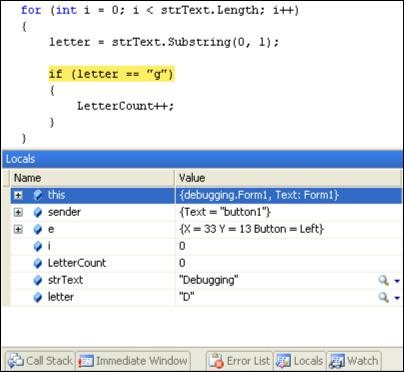 for (int i = 0; i < strText.Length; i++)
{
letter = strText.Substring(0, 1);
if (letter == "g")
{
LetterCount++;
}
}
Locals
Name Value
this {debugging.Form1, Text: Form1}
sender {Text = "button1"}
e {X = 33 Y = 13 Button = Left}
i 0
LetterCount 0
strText "Debugging"
letter "D"
Call Stack Immediate Window Error List Locals Watch